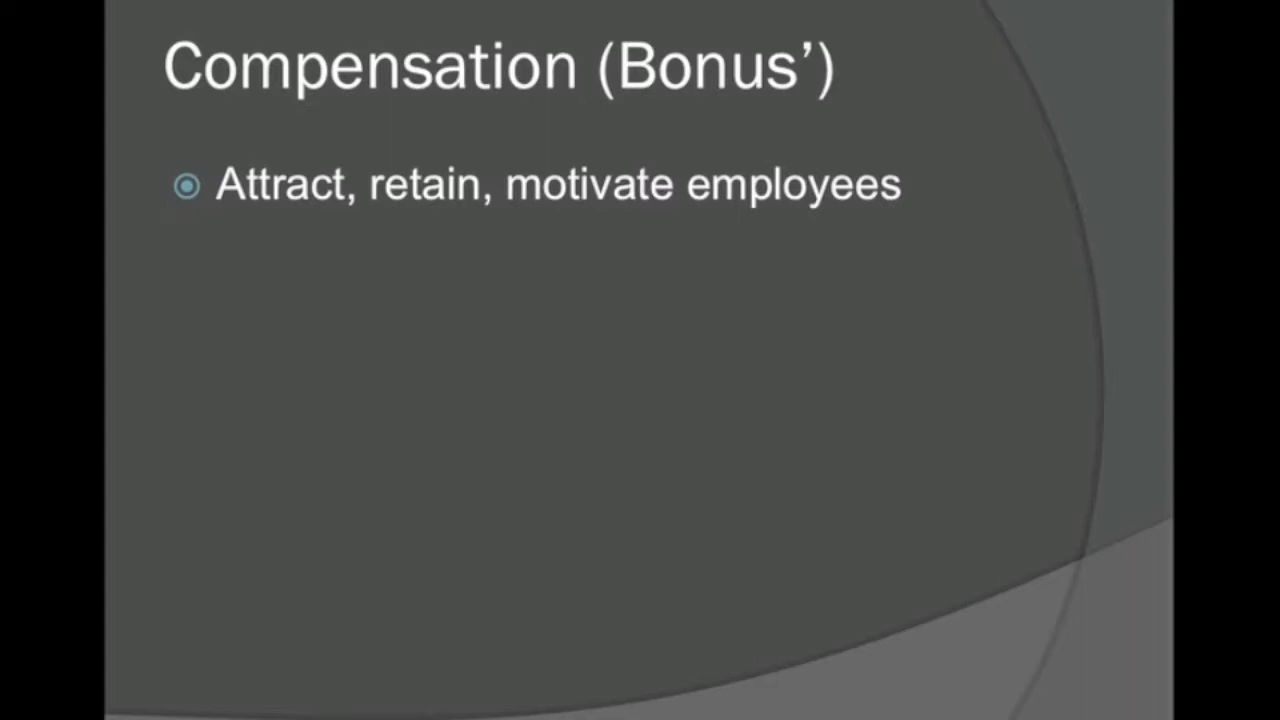 Compensation (Bonus’)
Attract, retain, motivate employees